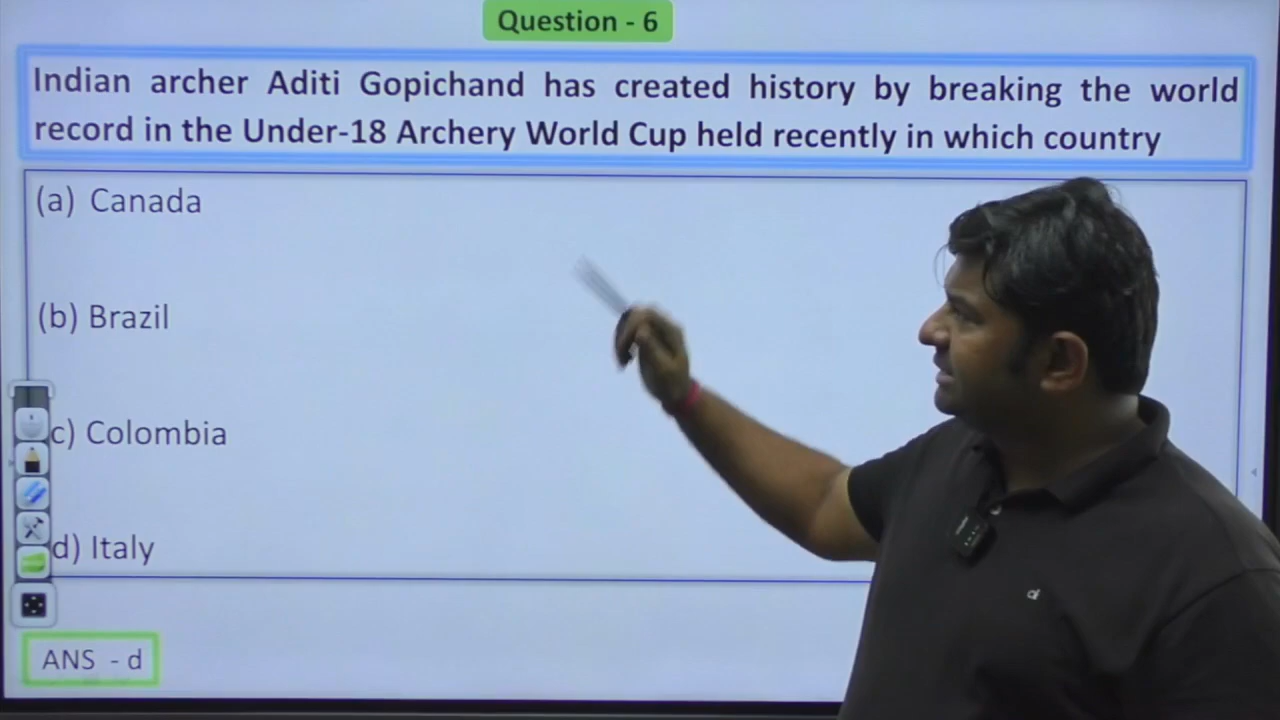 Question - 6
Indian archer Aditi Gopichand has created history by breaking the world
record in the Under-18 Archery World Cup held recently in which country
(a) Canada
(b) Brazil
c) Colombia
d) Italy
ANS - d